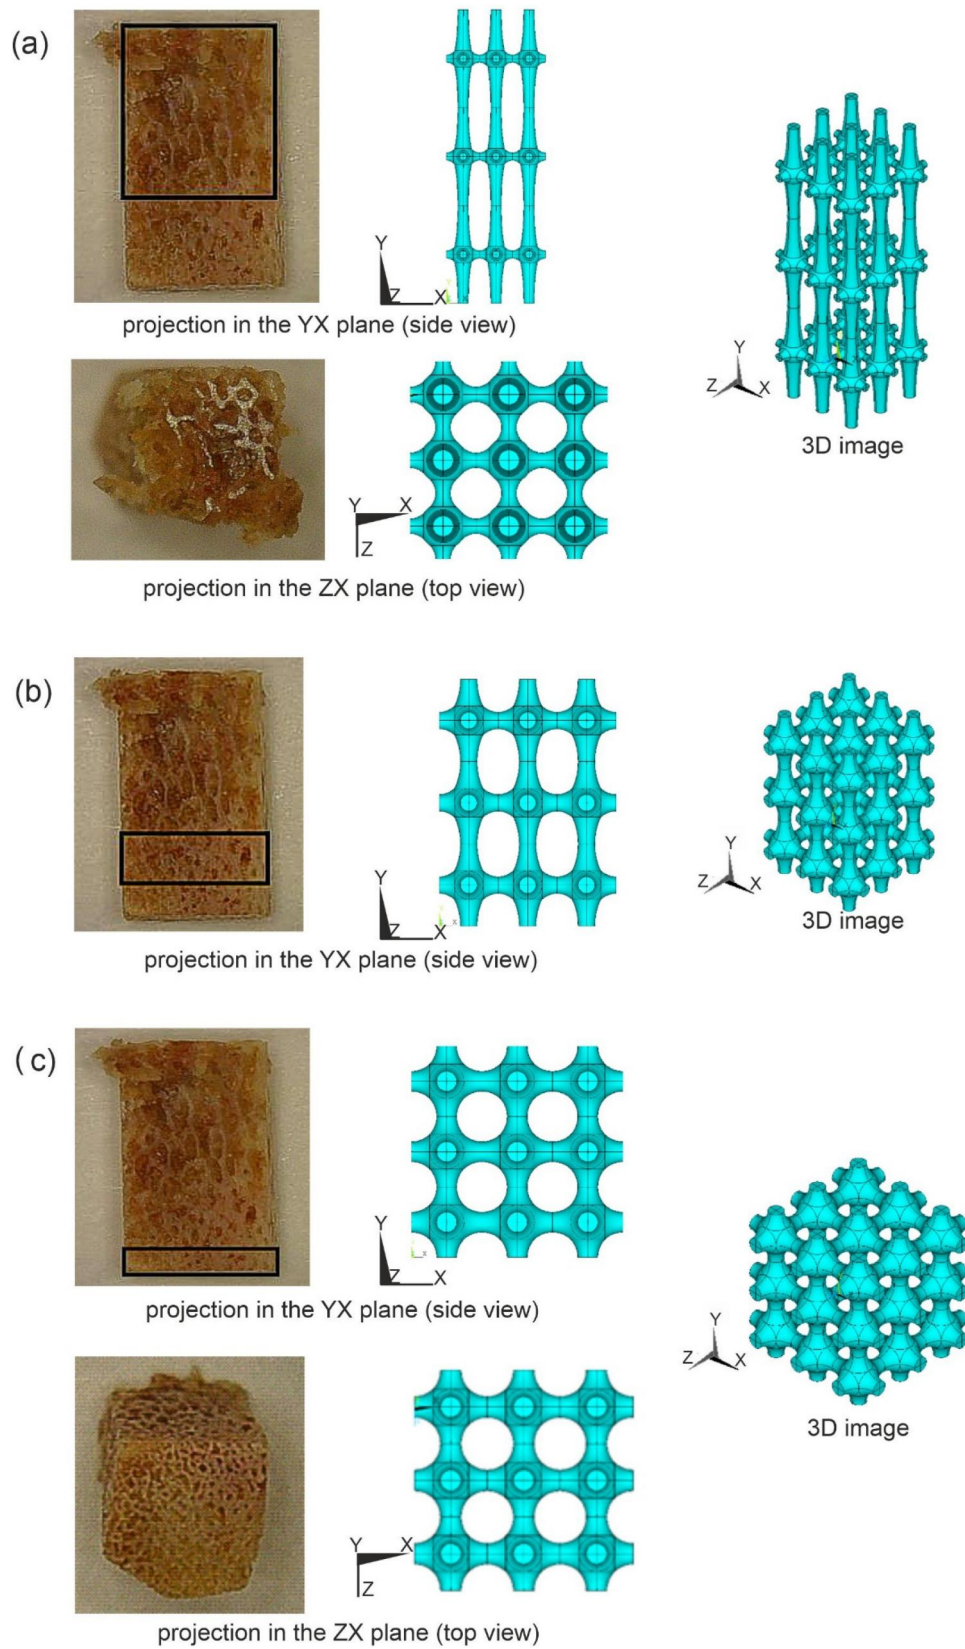 (a)
Y
Z
X
projection in the YX plane (side view)
Y
Z
X
3D image
Y
X
Z
projection in the ZX plane (top view)
(b)
Y
Z
X
x
projection in the YX plane (side view)
Y
Z
X
3D image
(c)
Y
Z
X
x
projection in the YX plane (side view)
Y
Z
X
3D image
Y
X
Z
projection in the ZX plane (top view)